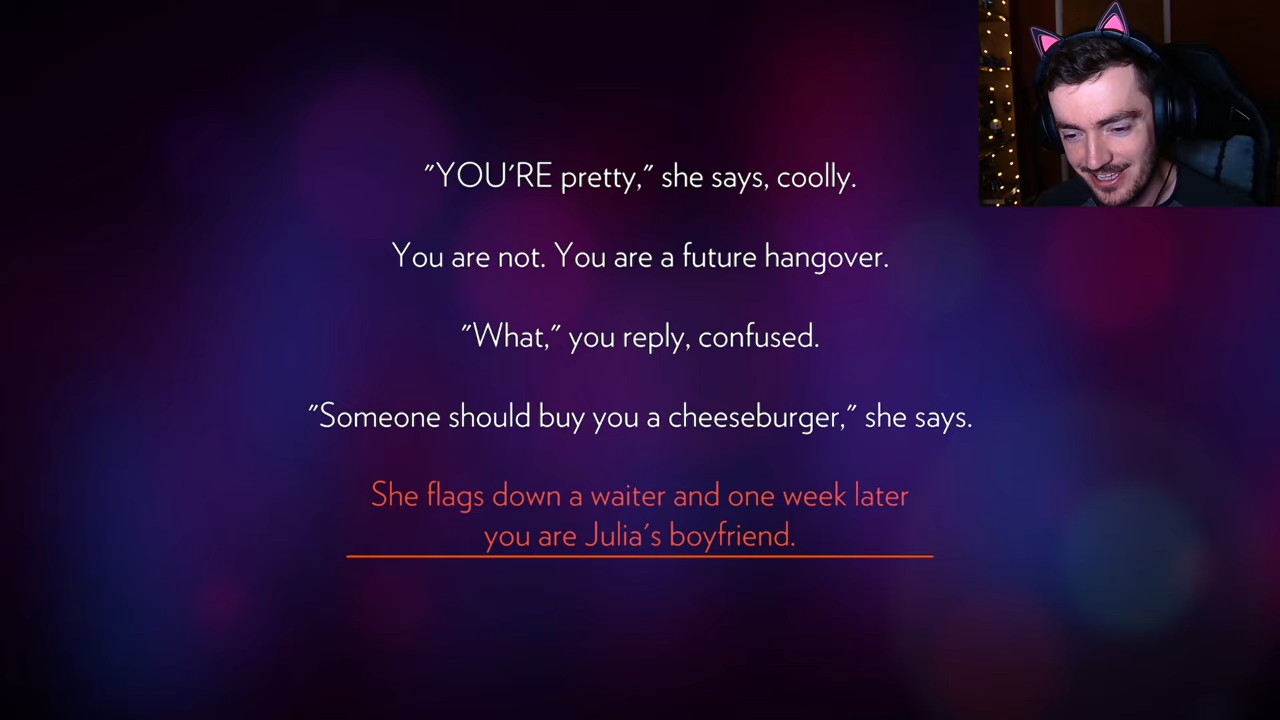 "YOU'RE pretty," she says, coolly.
You are not. You are a future hangover.
"What," you reply, confused.
"Someone should buy you a cheeseburger," she says.
She flags down a waiter and one week later
you are Julia's boyfriend.